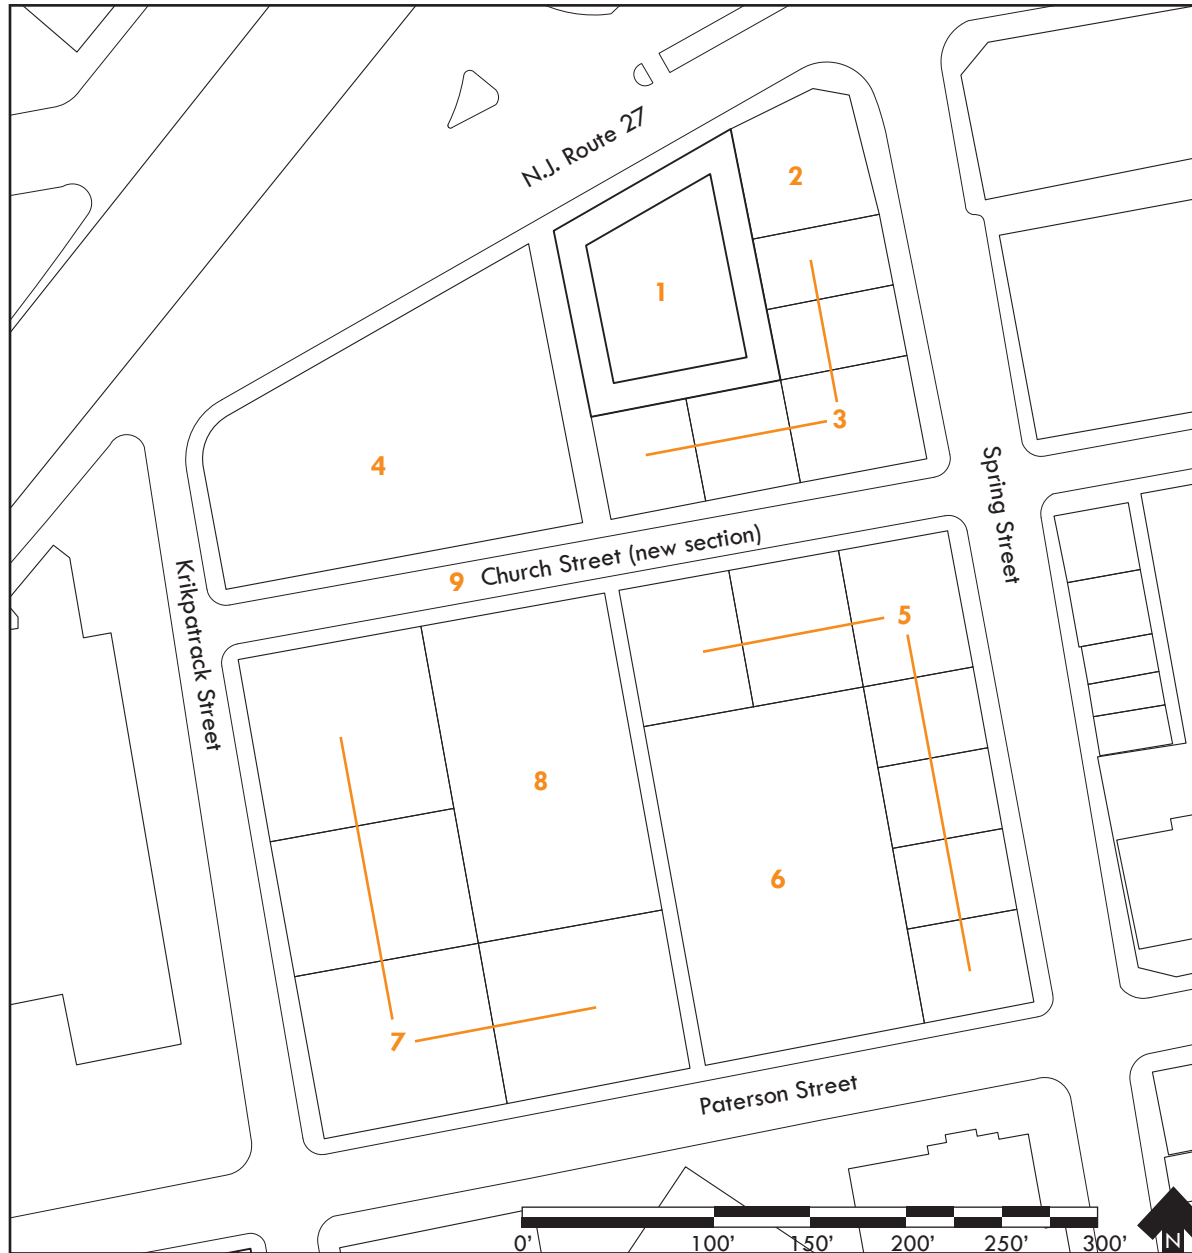 N.J. Route 27
2
1
3
4
Spring Street
9 Church Street (new section)
Krikpatrack Street
5
8
6
7
Paterson Street
0' 100' 150' 200' 250' 300'
N